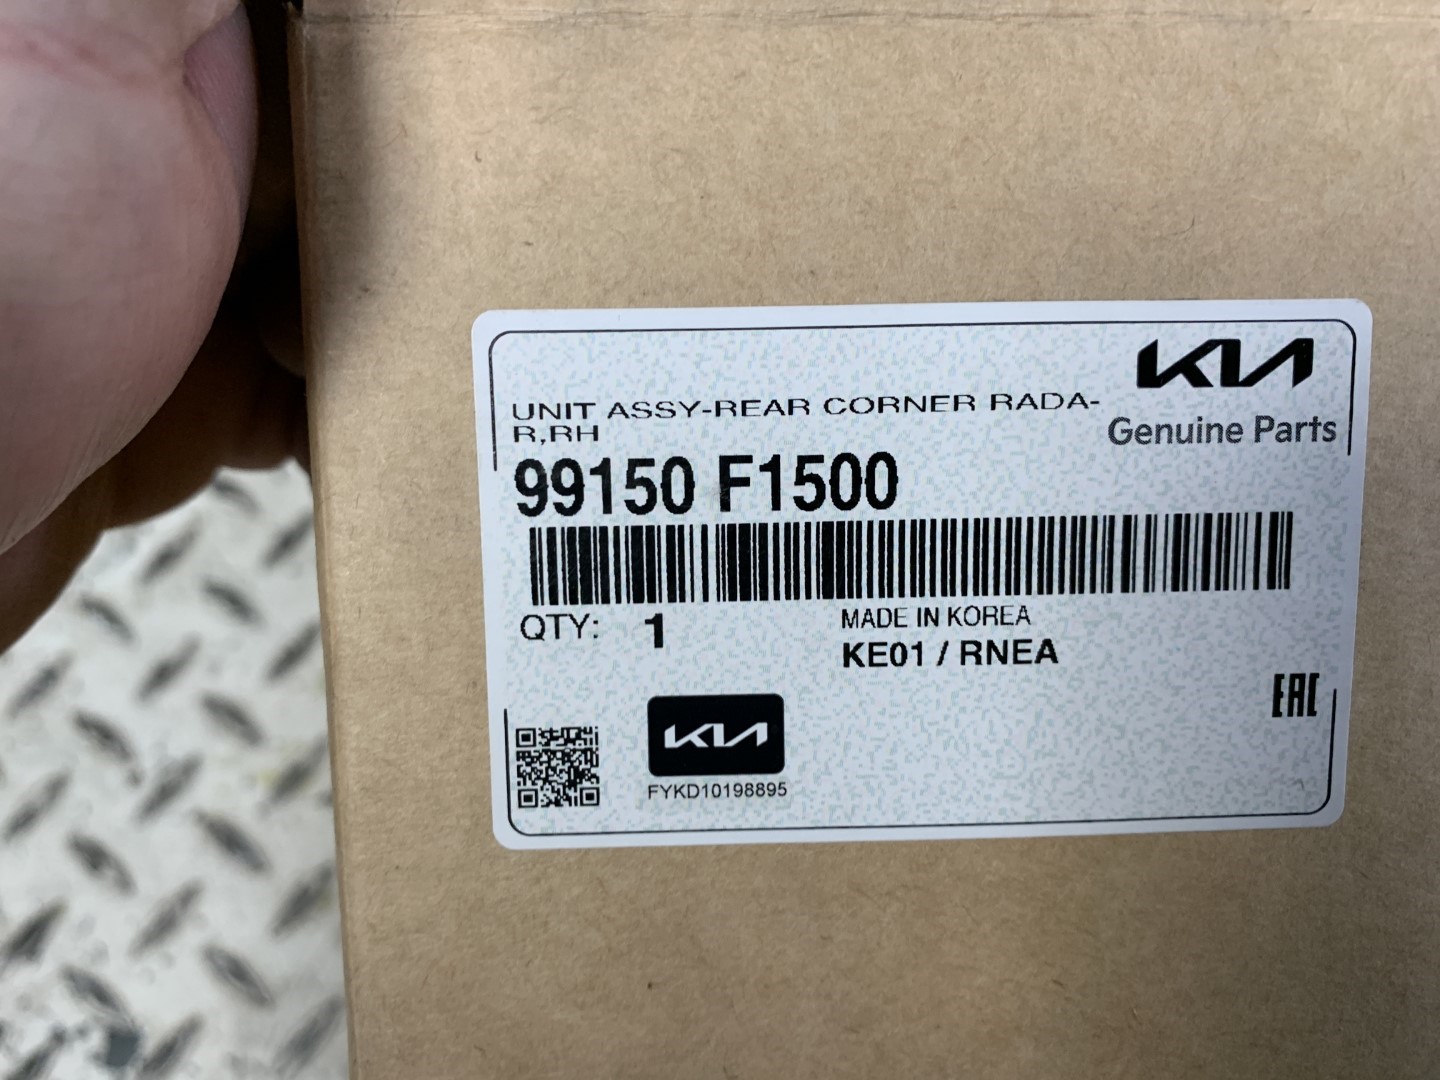 KIA
Genuine Parts
UNIT ASSY-REAR CORNER RADA-
R,RH
99150 F1500
QTY: 1
MADE IN KOREA
KE01 / RNEA
EAC
KIA
FYKD10198895